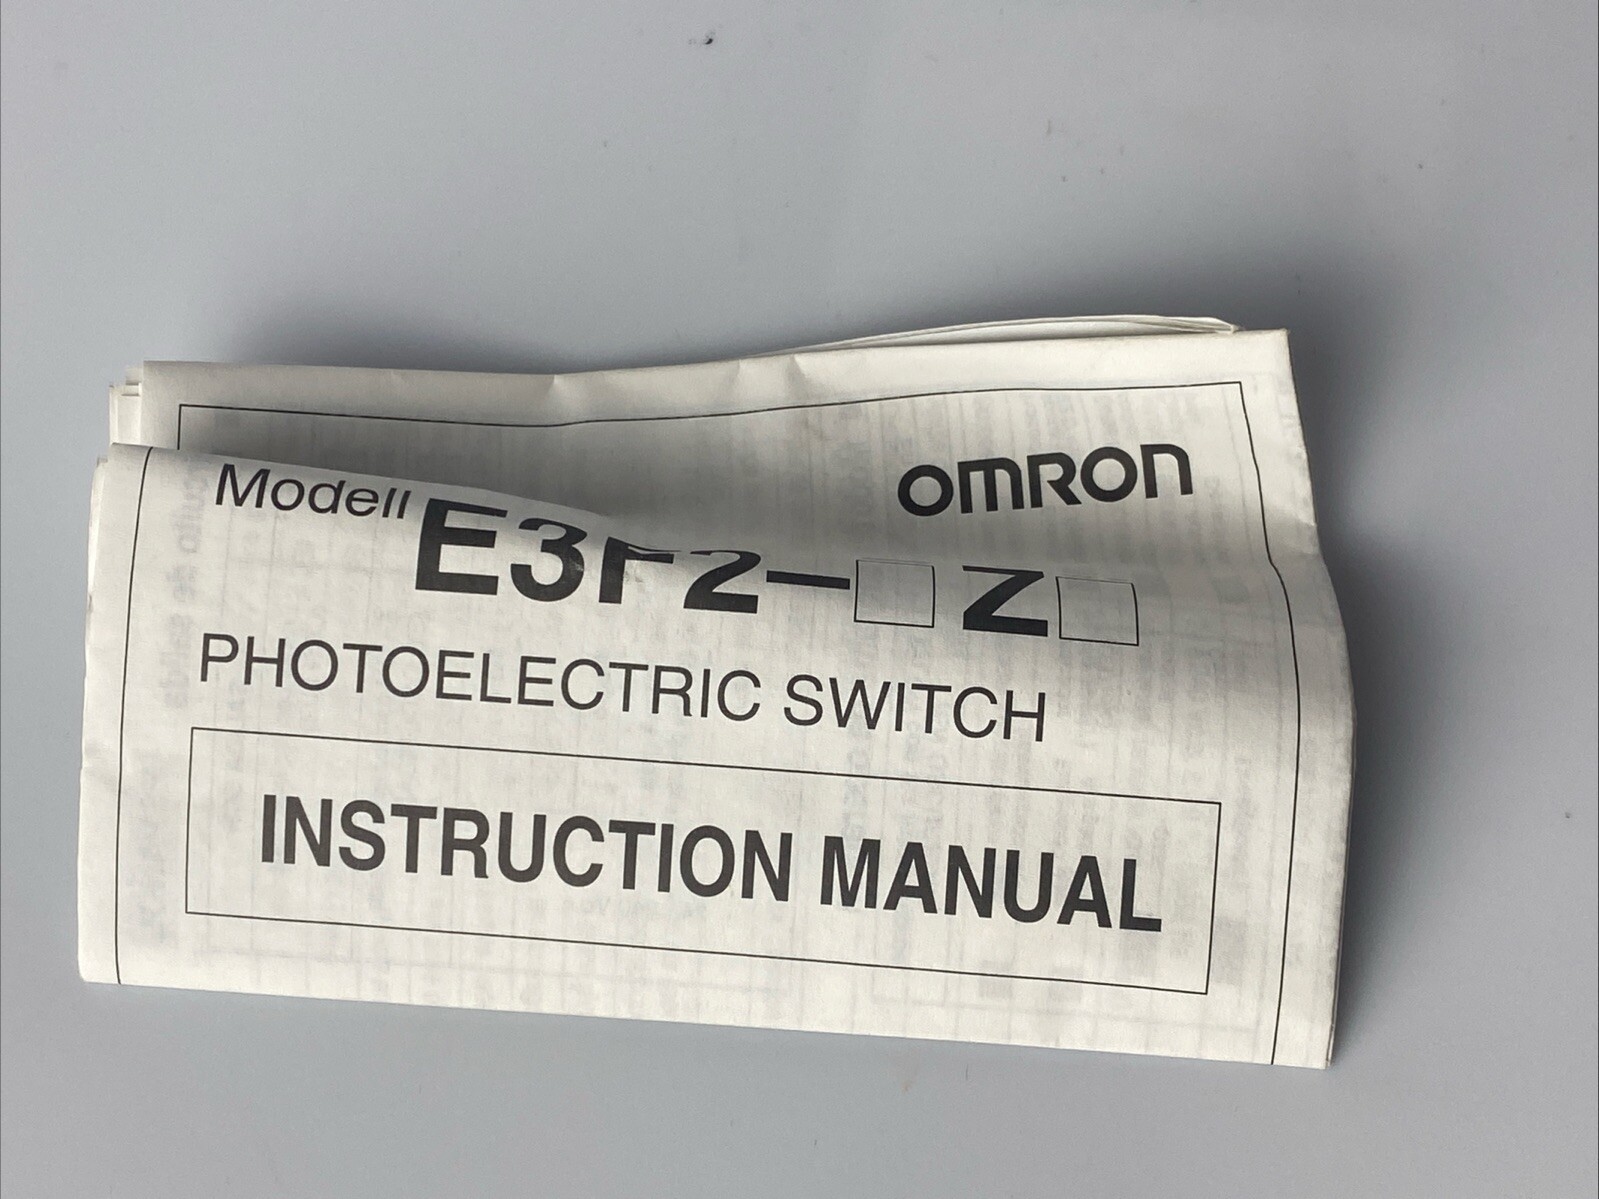 OMRON
Modell E3F2-□Z□
PHOTOELECTRIC SWITCH
INSTRUCTION MANUAL